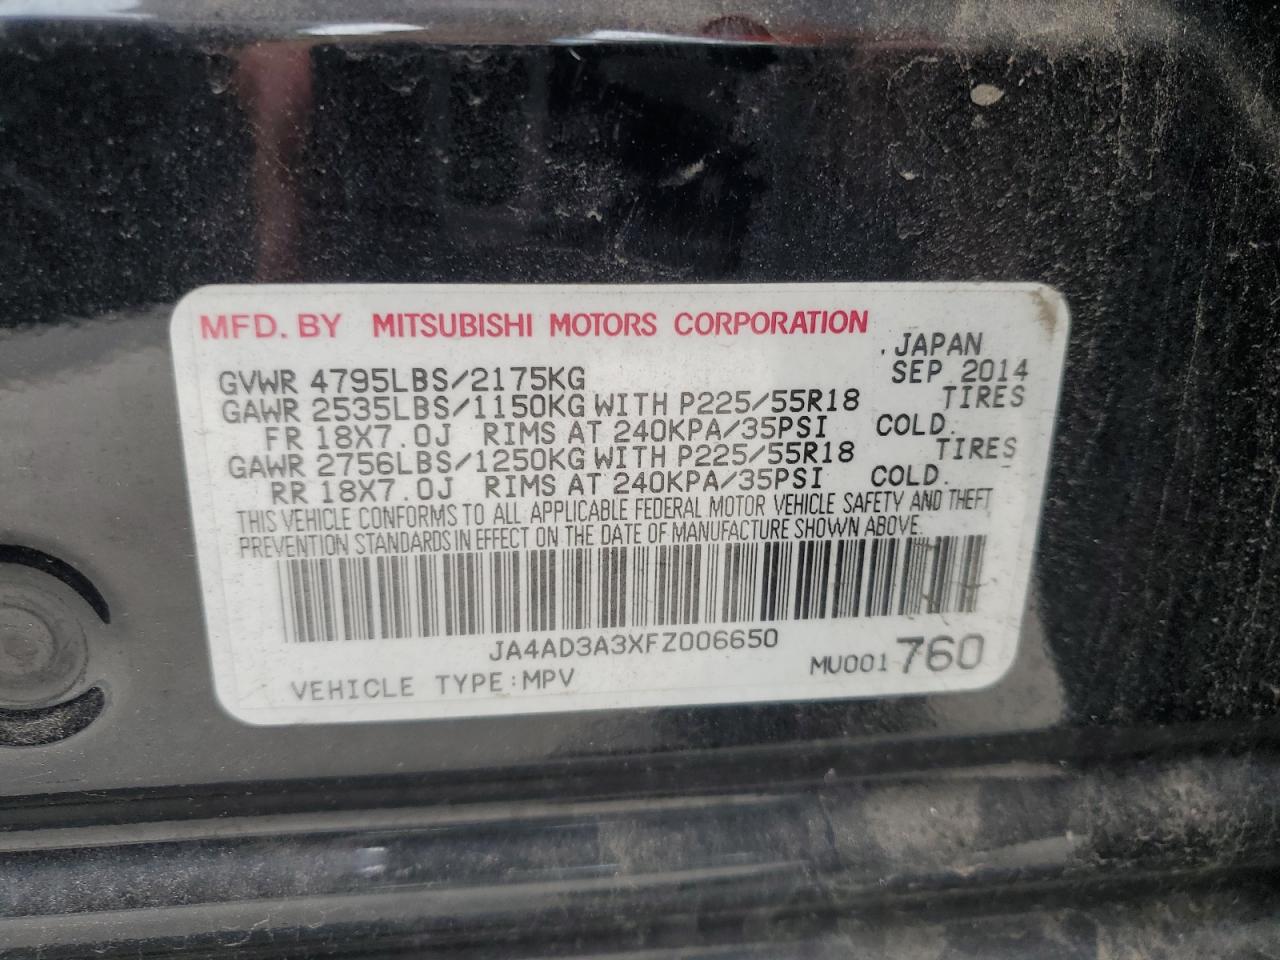 MFD. BY MITSUBISHI MOTORS CORPORATION
JAPAN
GVWR 4795LBS/2175KG SEP 2014
GAWR 2535LBS/1150KG WITH P225/55R18 TIRES
FR 18X7.0J RIMS AT 240KPA/35PSI COLD.
GAWR 2756LBS/1250KG WITH P225/55R18 TIRES
RR 18X7.0J RIMS AT 240KPA/35PSI COLD.
THIS VEHICLE CONFORMS TO ALL APPLICABLE FEDERAL MOTOR VEHICLE SAFETY AND THEFT
PREVENTION STANDARDS IN EFFECT ON THE DATE OF MANUFACTURE SHOWN ABOVE.
JA4AD3A3XFZ006650
VEHICLE TYPE:MPV MU001 760